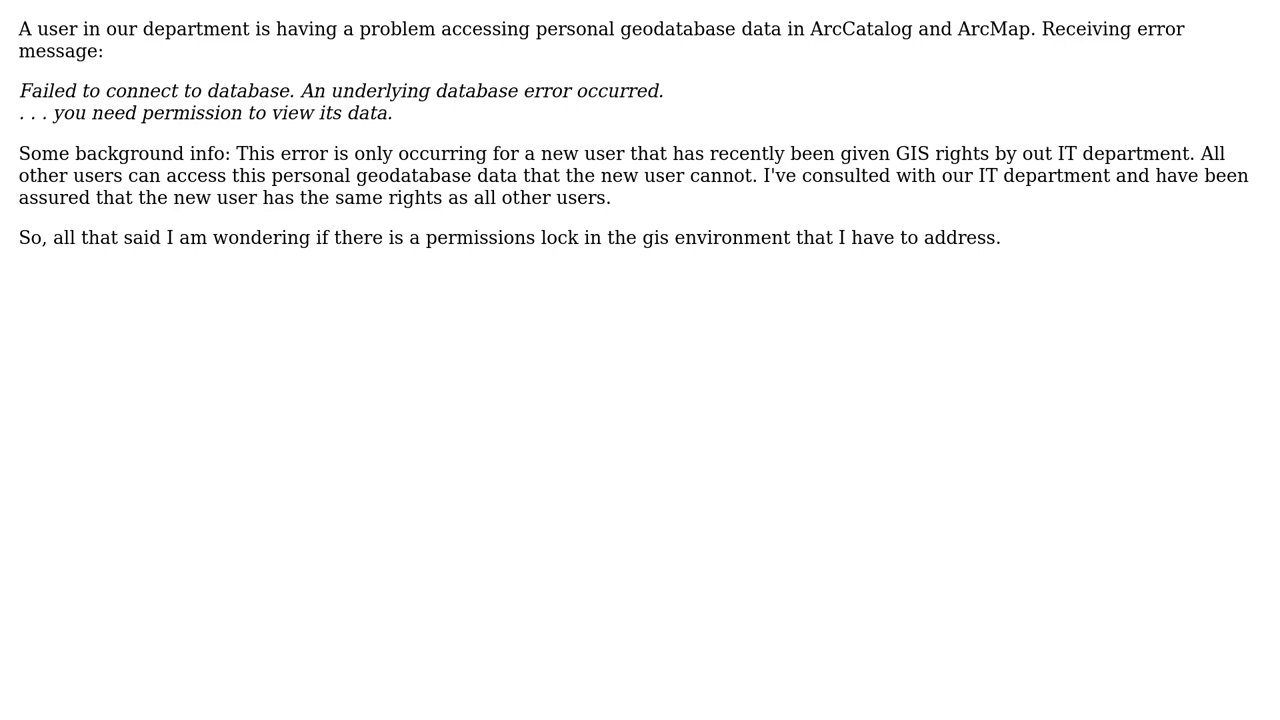 A user in our department is having a problem accessing personal geodatabase data in ArcCatalog and ArcMap. Receiving error
message:
Failed to connect to database. An underlying database error occurred.
. . . you need permission to view its data.
Some background info: This error is only occurring for a new user that has recently been given GIS rights by out IT department. All
other users can access this personal geodatabase data that the new user cannot. I've consulted with our IT department and have been
assured that the new user has the same rights as all other users.
So, all that said I am wondering if there is a permissions lock in the gis environment that I have to address.